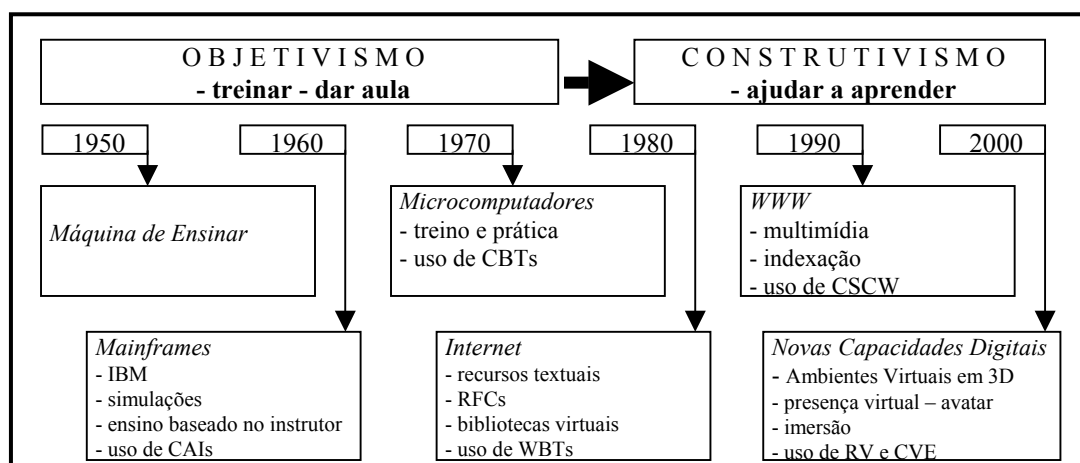 O B J E T I V I S M O
- treinar - dar aula
C O N S T R U T I V I S M O
- ajudar a aprender
1950
1960
1970
1980
1990
2000
Máquina de Ensinar
Microcomputadores
- treino e prática
- uso de CBTs
WWW
- multimídia
- indexação
- uso de CSCW
Mainframes
- IBM
- simulações
- ensino baseado no instrutor
- uso de CAIs
Internet
- recursos textuais
- RFCs
- bibliotecas virtuais
- uso de WBTs
Novas Capacidades Digitais
- Ambientes Virtuais em 3D
- presença virtual – avatar
- imersão
- uso de RV e CVE